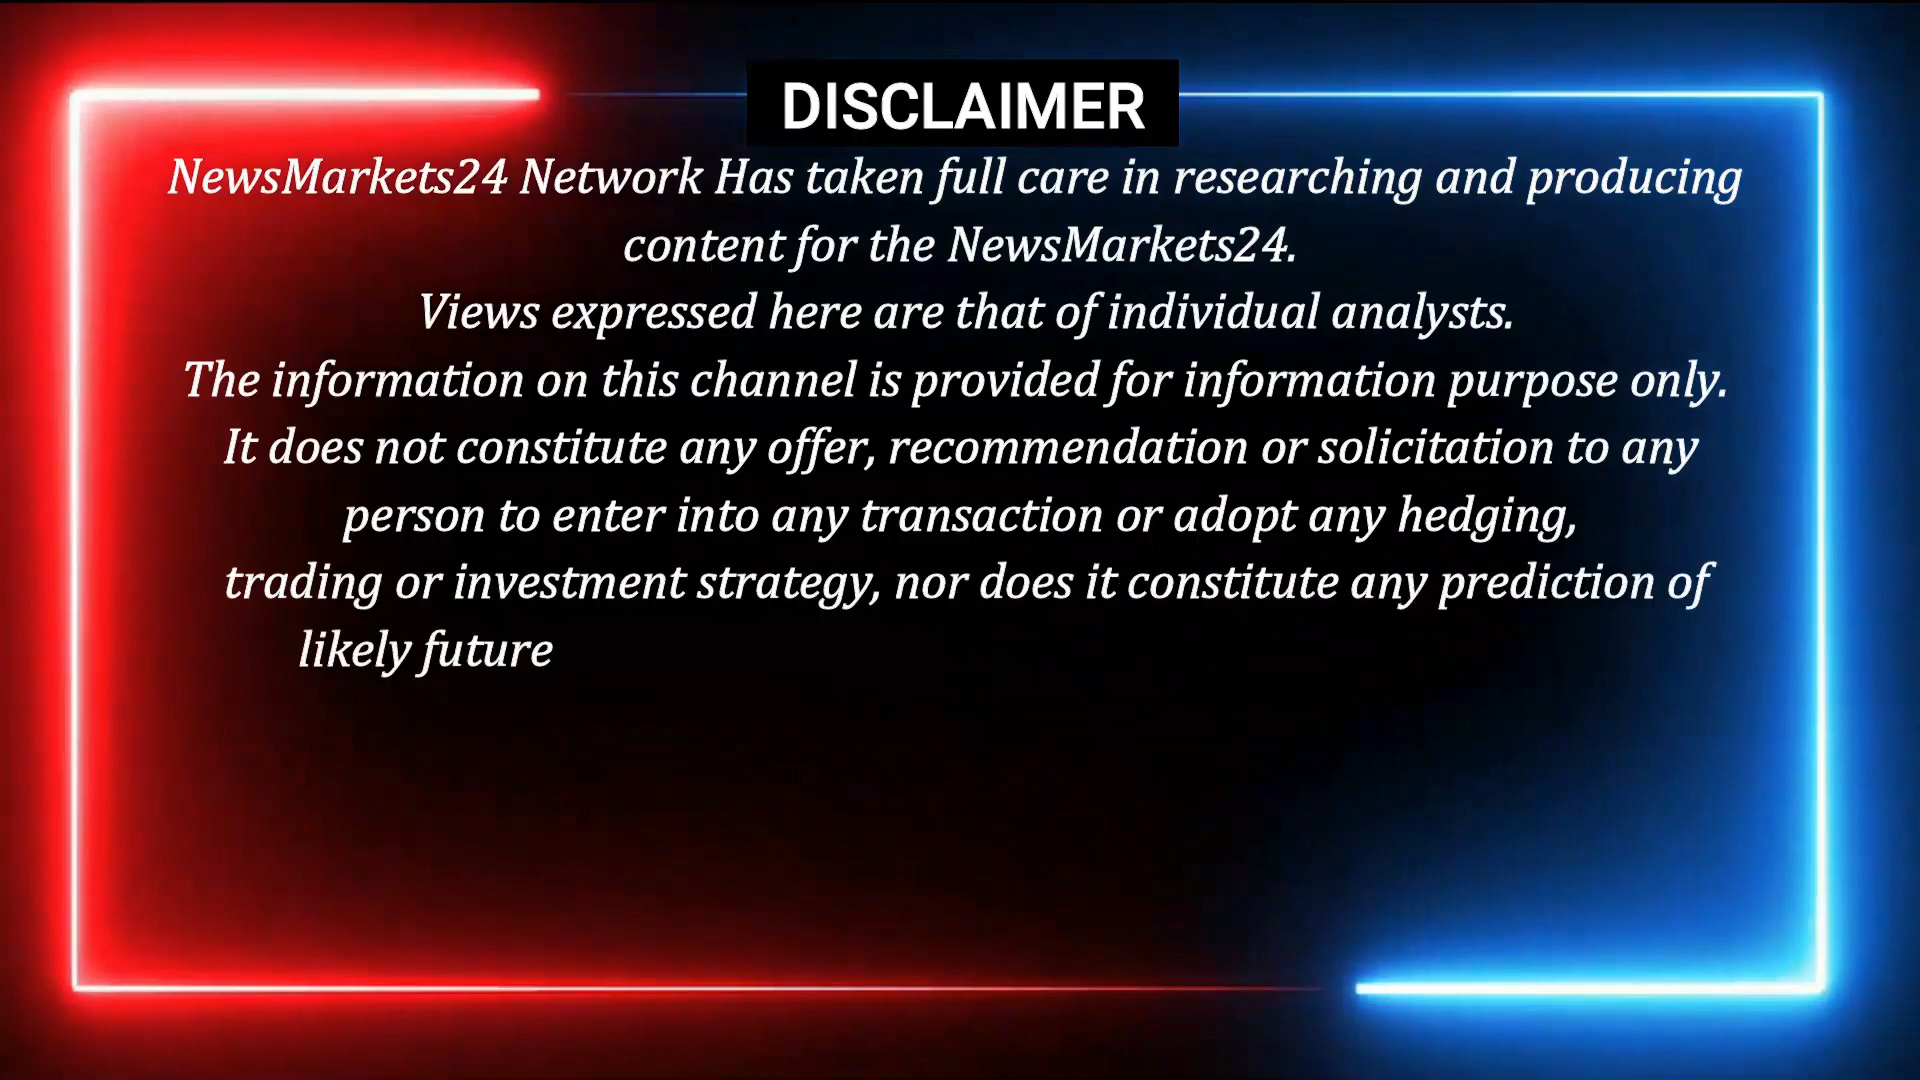 DISCLAIMER
NewsMarkets24 Network Has taken full care in researching and producing
content for the NewsMarkets24.
Views expressed here are that of individual analysts.
The information on this channel is provided for information purpose only.
It does not constitute any offer, recommendation or solicitation to any
person to enter into any transaction or adopt any hedging,
trading or investment strategy, nor does it constitute any prediction of
likely future